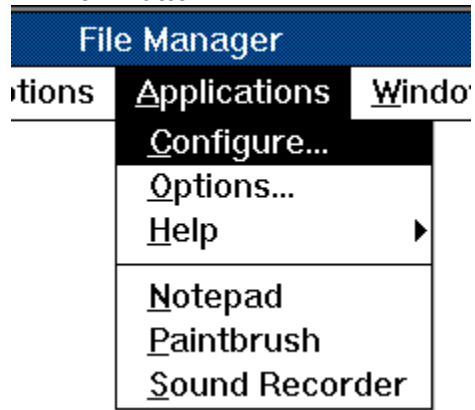 File Manager
tions Applications Windo
Configure...
Options...
Help
Notepad
Paintbrush
Sound Recorder